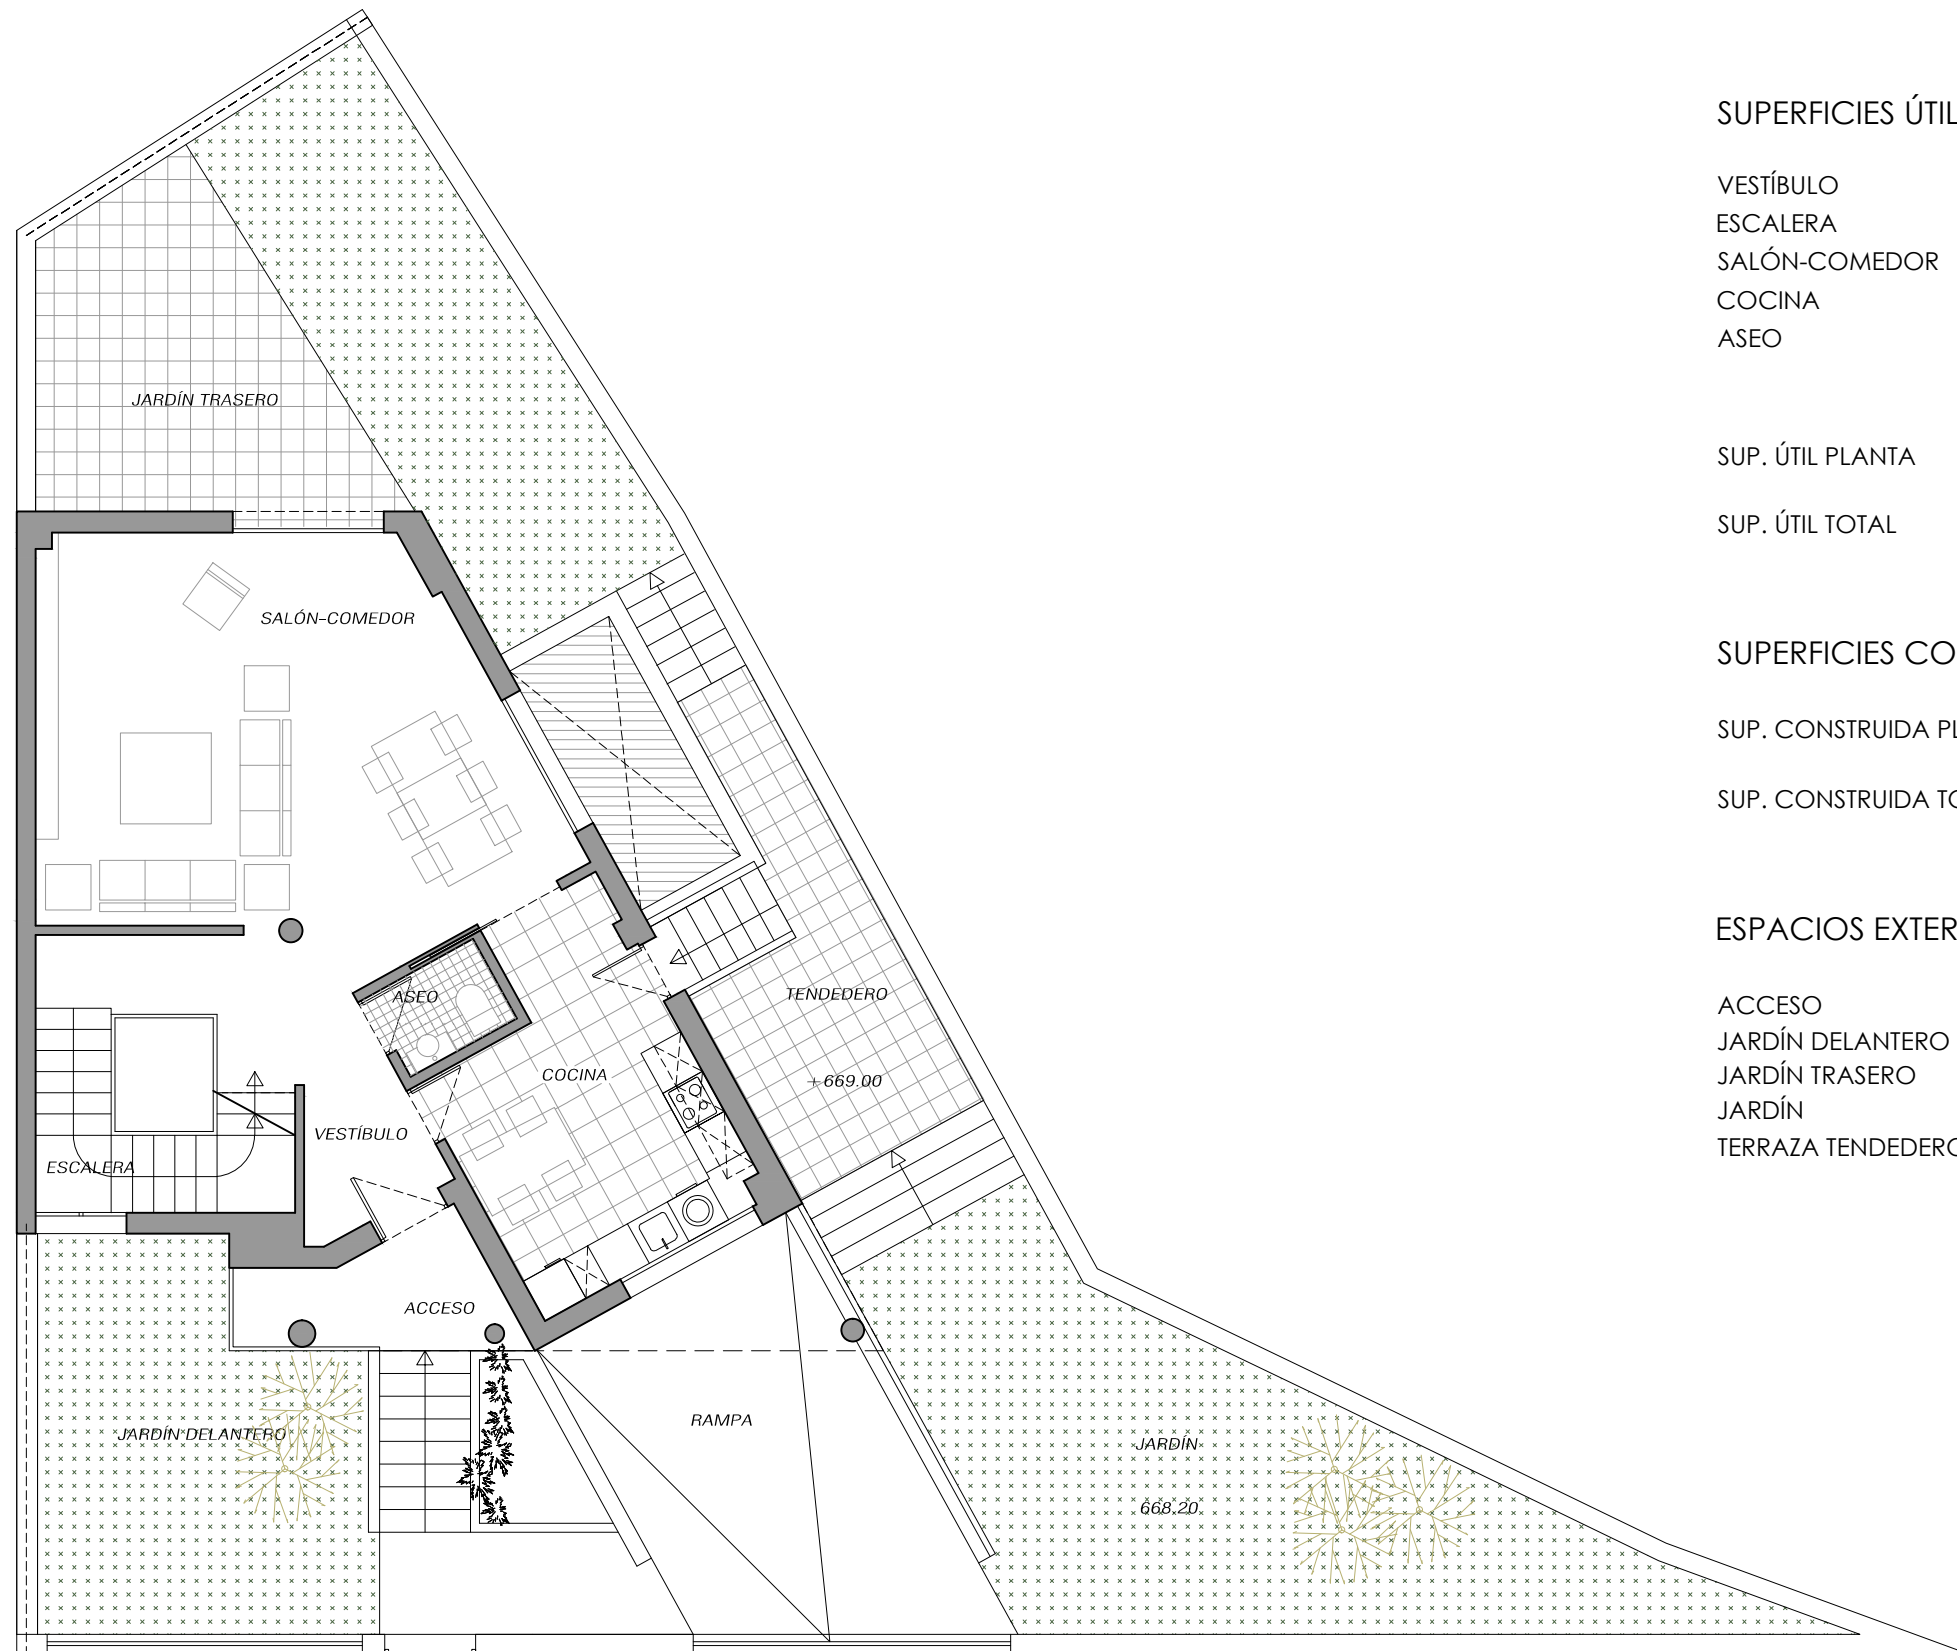 JARDÍN TRASERO
SALÓN-COMEDOR
ASEO
TENDEDERO
+669.00
COCINA
VESTÍBULO
ESCALERA
ACCESO
JARDÍN DELANTERO
RAMPA
JARDÍN
668.20
SUPERFICIES ÚTIL
VESTÍBULO
ESCALERA
SALÓN-COMEDOR
COCINA
ASEO
SUP. ÚTIL PLANTA
SUP. ÚTIL TOTAL
SUPERFICIES CO
SUP. CONSTRUIDA PL
SUP. CONSTRUIDA TO
ESPACIOS EXTER
ACCESO
JARDÍN DELANTERO
JARDÍN TRASERO
JARDÍN
TERRAZA TENDEDERO